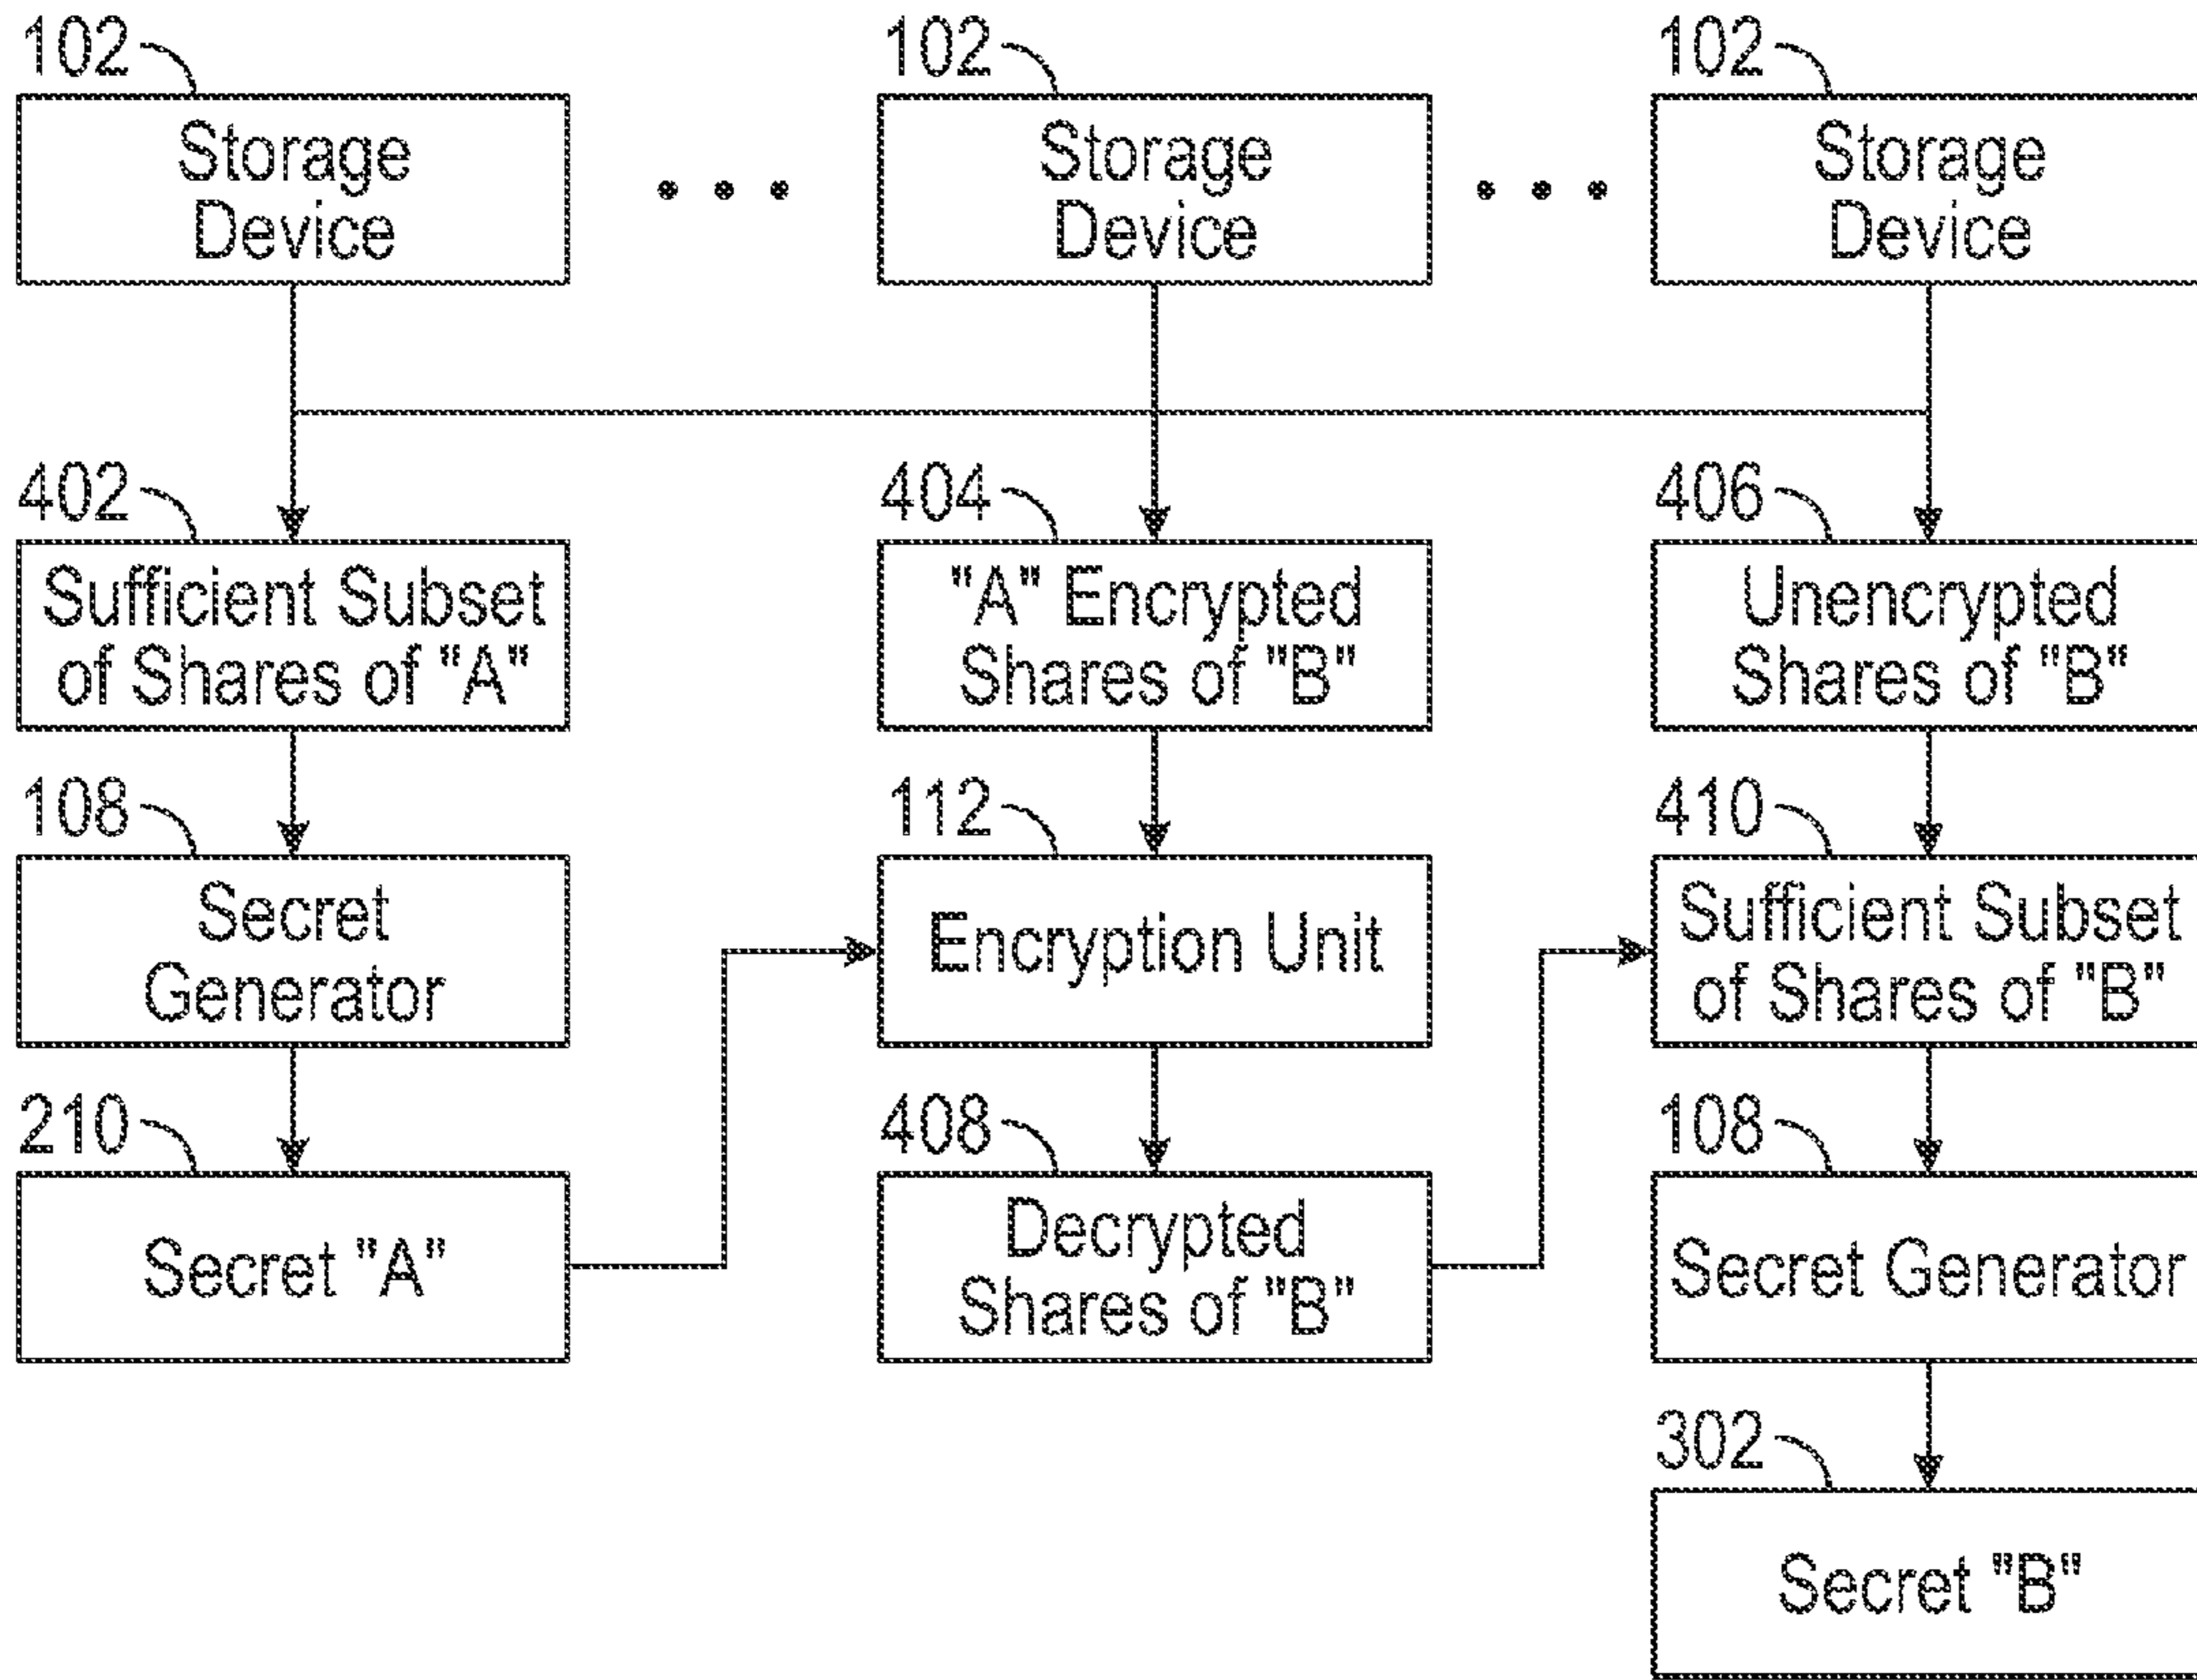 102
102
102
Storage
Device
Storage
Device
Storage
Device
402
404
406
Sufficient Subset
of Shares of "A"
"A" Encrypted
Shares of "B"
Unencrypted
Shares of "B"
108
112
410
Secret
Generator
Encryption Unit
Sufficient Subset
of Shares of "B"
210
408
108
Secret "A"
Decrypted
Shares of "B"
Secret Generator
302
Secret "B"